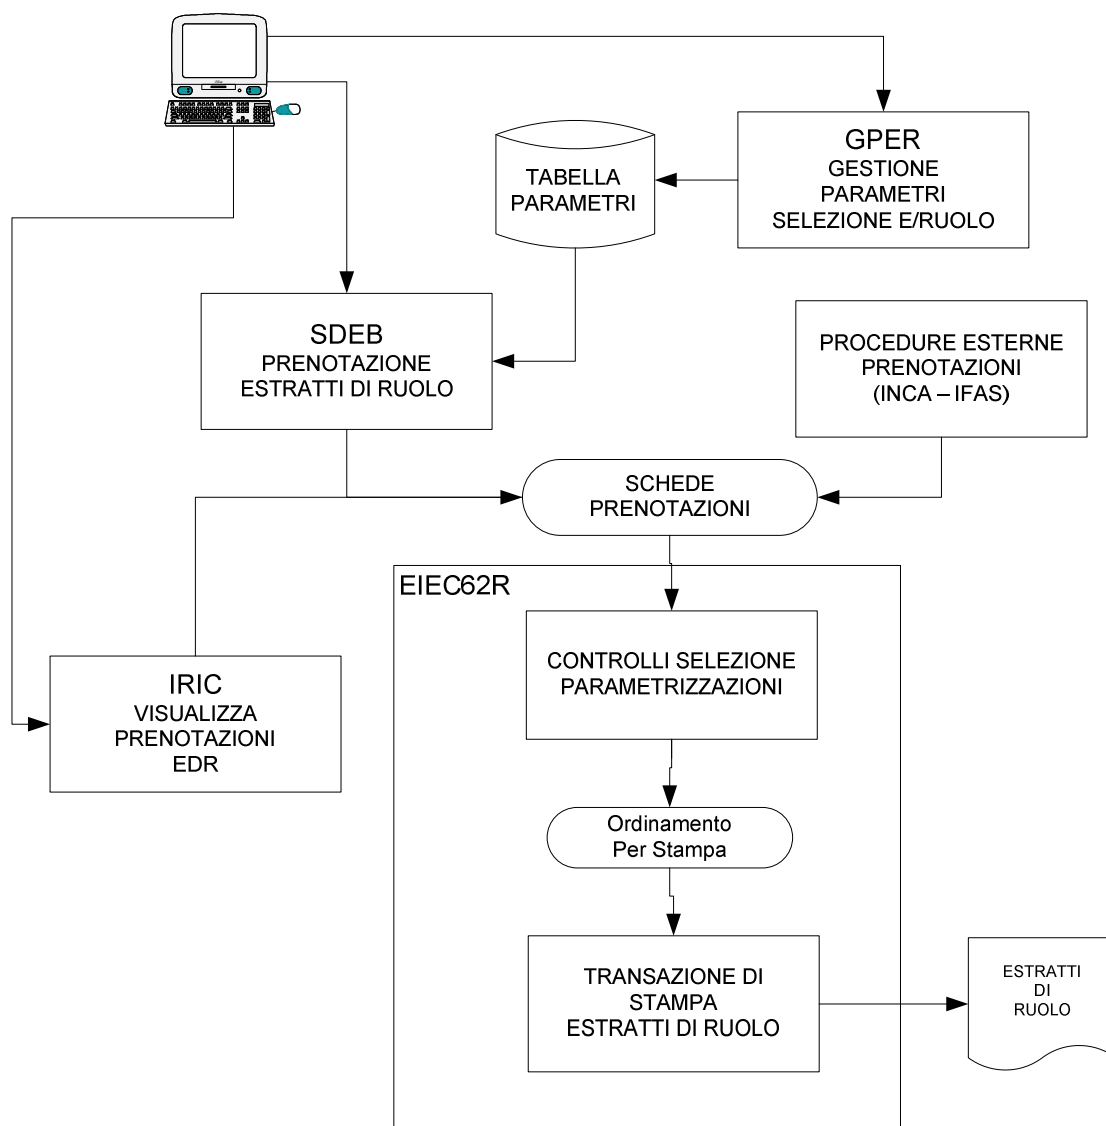 GPER
GESTIONE
PARAMETRI
SELEZIONE E/RUOLO
TABELLA
PARAMETRI
SDEB
PRENOTAZIONE
ESTRATTI DI RUOLO
PROCEDURE ESTERNE
PRENOTAZIONI
(INCA – IFAS)
SCHEDE
PRENOTAZIONI
EIEC62R
CONTROLLI SELEZIONE
PARAMETRIZZAZIONI
IRIC
VISUALIZZA
PRENOTAZIONI
EDR
Ordinamento
Per Stampa
TRANSAZIONE DI
STAMPA
ESTRATTI DI RUOLO
ESTRATTI
DI
RUOLO